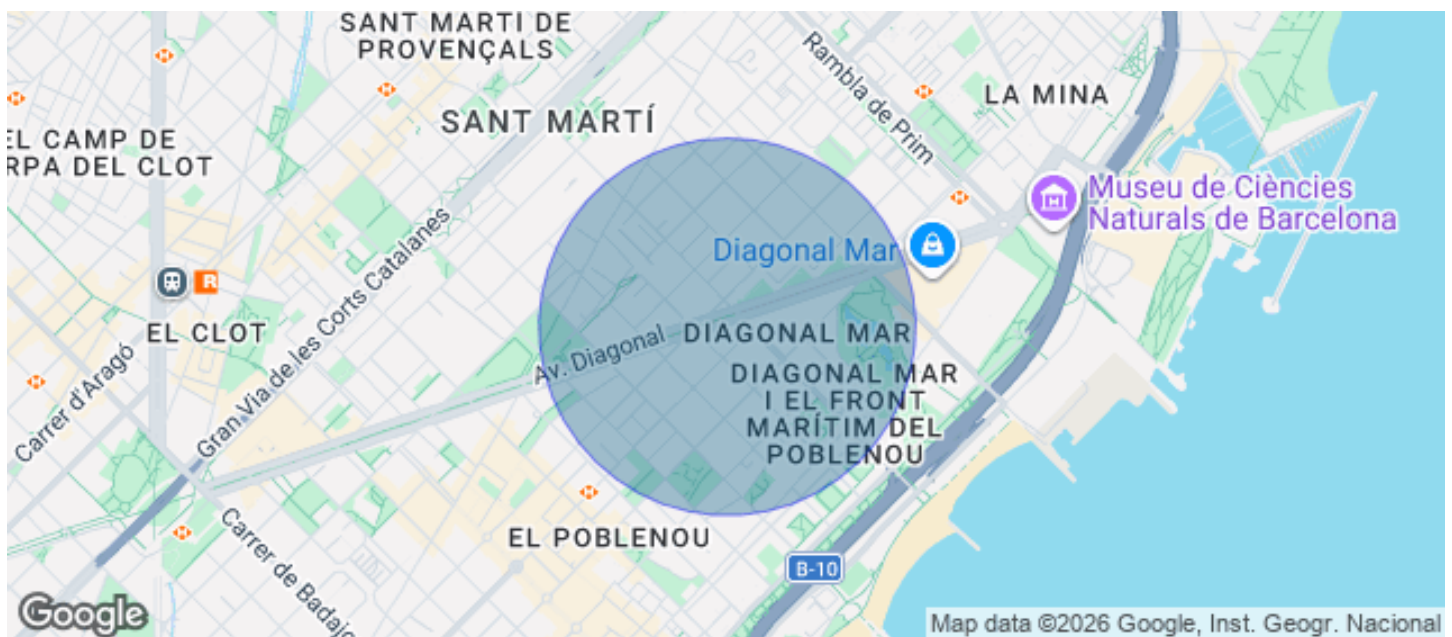 SANT MARTÍ DE
PROVENÇALS
Rambla de Prim
LA MINA
SANT MARTÍ
EL CAMP DE
RPA DEL CLOT
Museu de Ciències
Naturals de Barcelona
Diagonal Mar
Gran Via de les Corts Catalanes
R
EL CLOT
DIAGONAL MAR
Av. Diagonal
DIAGONAL MAR
I EL FRONT
MARÍTIM DEL
POBLENOU
Carrer d'Aragó
EL POBLENOU
Carrer de Badajo
B-10
Google
Map data ©2026 Google, Inst. Geogr. Nacional